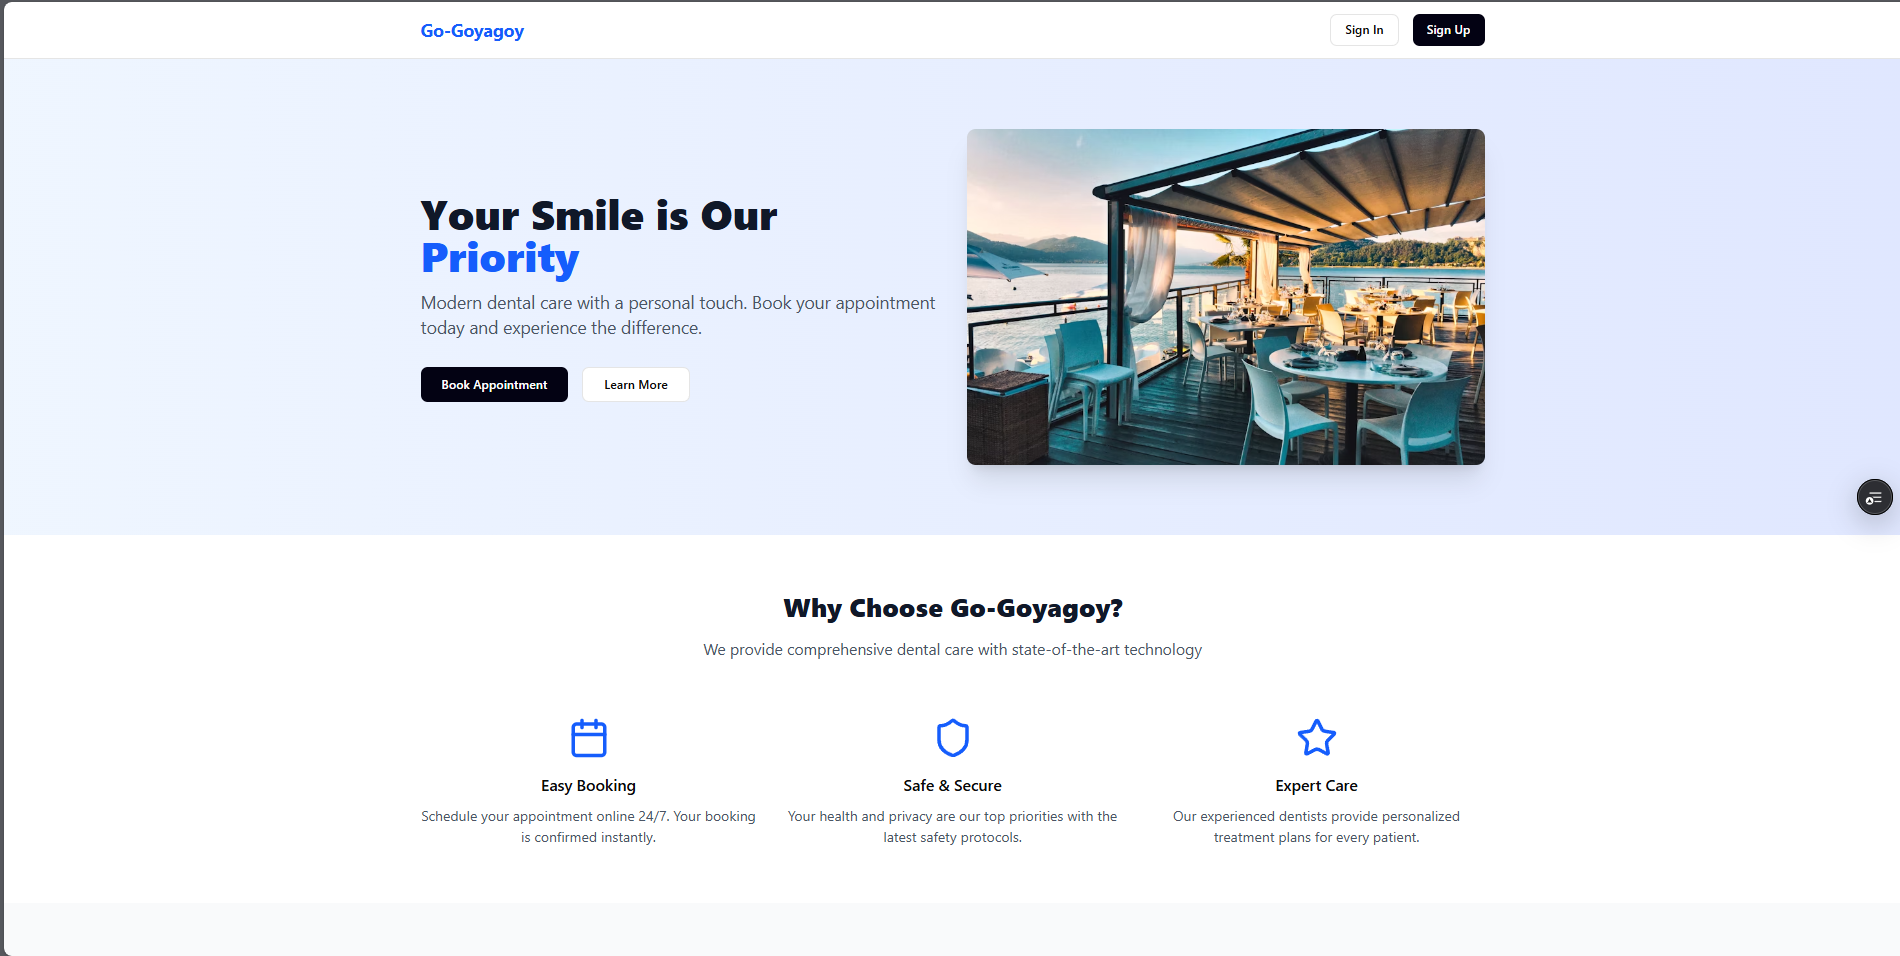 Go-Goyagoy
Sign In
Sign Up
Your Smile is Our
Priority
Modern dental care with a personal touch. Book your appointment
today and experience the difference.
Book Appointment
Learn More
Why Choose Go-Goyagoy?
We provide comprehensive dental care with state-of-the-art technology
Easy Booking
Schedule your appointment online 24/7. Your booking
is confirmed instantly.
Safe & Secure
Your health and privacy are our top priorities with the
latest safety protocols.
Expert Care
Our experienced dentists provide personalized
treatment plans for every patient.